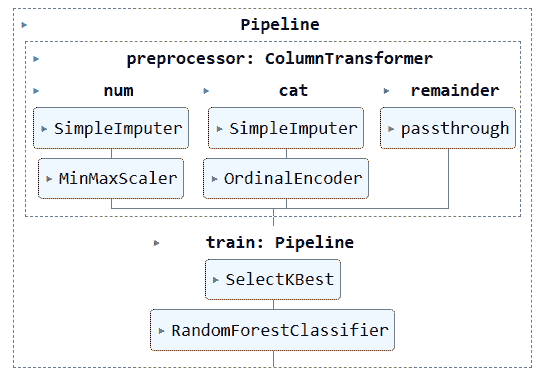 Pipeline
preprocessor: ColumnTransformer
num cat remainder
SimpleImputer SimpleImputer passthrough
MinMaxScaler OrdinalEncoder
train: Pipeline
SelectKBest
RandomForestClassifier